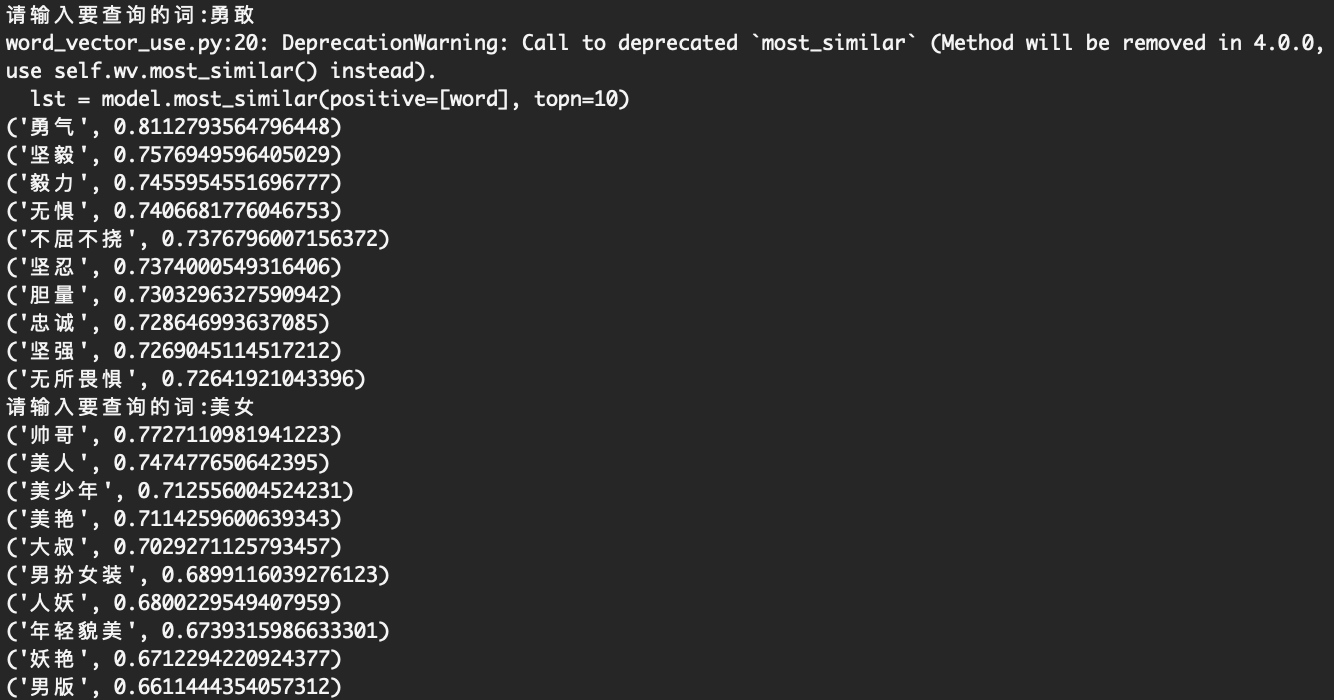 请输入要查询的词:勇敢
word_vector_use.py:20: DeprecationWarning: Call to deprecated `most_similar` (Method will be removed in 4.0.0,
use self.wv.most_similar() instead).
  lst = model.most_similar(positive=[word], topn=10)
('勇气', 0.8112793564796448)
('坚毅', 0.7576949596405029)
('毅力', 0.7455954551696777)
('无惧', 0.7406681776046753)
('不屈不挠', 0.7376796007156372)
('坚忍', 0.7374000549316406)
('胆量', 0.7303296327590942)
('忠诚', 0.728646993637085)
('坚强', 0.7269045114517212)
('无所畏惧', 0.72641921043396)
请输入要查询的词:美女
('帅哥', 0.7727110981941223)
('美人', 0.747477650642395)
('美少年', 0.712556004524231)
('美艳', 0.7114259600639343)
('大叔', 0.7029271125793457)
('男扮女装', 0.6899116039276123)
('人妖', 0.6800229549407959)
('年轻貌美', 0.6739315986633301)
('妖艳', 0.6712294220924377)
('男版', 0.6611444354057312)